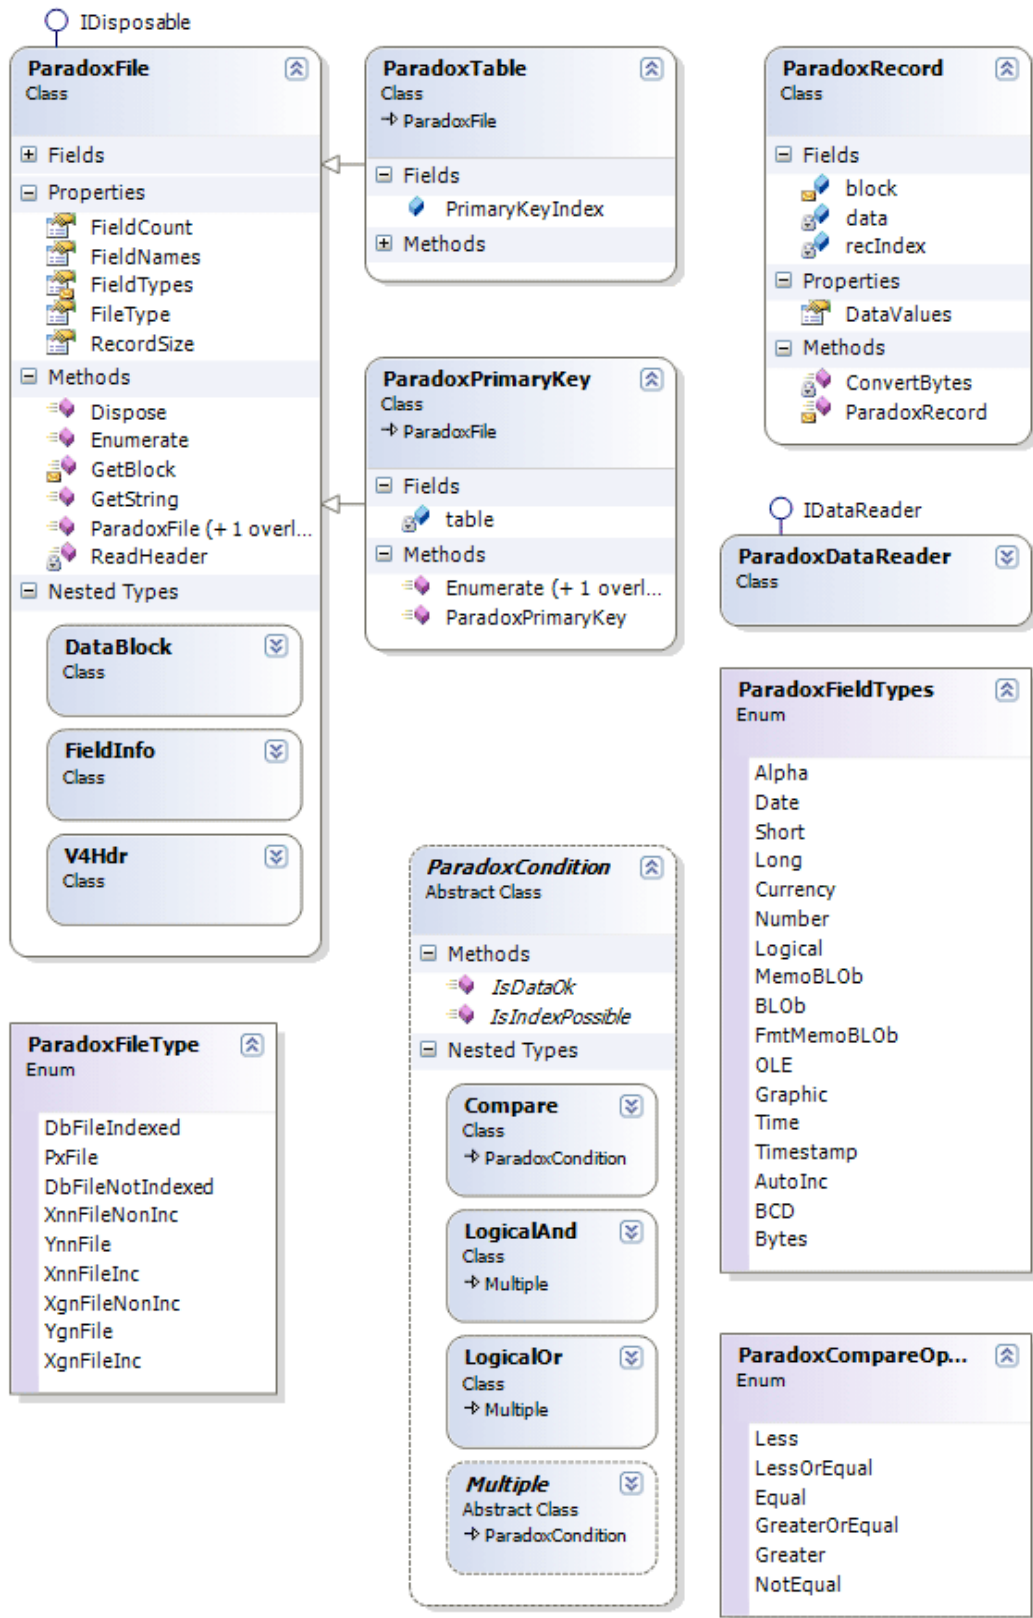 IDisposable
ParadoxFile
Class
Fields
Properties
FieldCount
FieldNames
FieldTypes
FileType
RecordSize
Methods
Dispose
Enumerate
GetBlock
GetString
ParadoxFile (+ 1 overl...
ReadHeader
Nested Types
DataBlock
Class
FieldInfo
Class
V4Hdr
Class
ParadoxTable
Class
ParadoxFile
Fields
PrimaryKeyIndex
Methods
ParadoxPrimaryKey
Class
ParadoxFile
Fields
table
Methods
Enumerate (+ 1 overl...
ParadoxPrimaryKey
ParadoxRecord
Class
Fields
block
data
recIndex
Properties
DataValues
Methods
ConvertBytes
ParadoxRecord
IDataReader
ParadoxDataReader
Class
ParadoxFieldTypes
Enum
Alpha
Date
Short
Long
Currency
Number
Logical
MemoBLOb
BLOb
FmtMemoBLOb
OLE
Graphic
Time
Timestamp
AutoInc
BCD
Bytes
ParadoxCondition
Abstract Class
Methods
IsDataOk
IsIndexPossible
Nested Types
Compare
Class
ParadoxCondition
LogicalAnd
Class
Multiple
LogicalOr
Class
Multiple
Multiple
Abstract Class
ParadoxCondition
ParadoxFileType
Enum
DbFileIndexed
PxFile
DbFileNotIndexed
XnnFileNonInc
YnnFile
XnnFileInc
XgnFileNonInc
YgnFile
XgnFileInc
ParadoxCompareOp...
Enum
Less
LessOrEqual
Equal
GreaterOrEqual
Greater
NotEqual